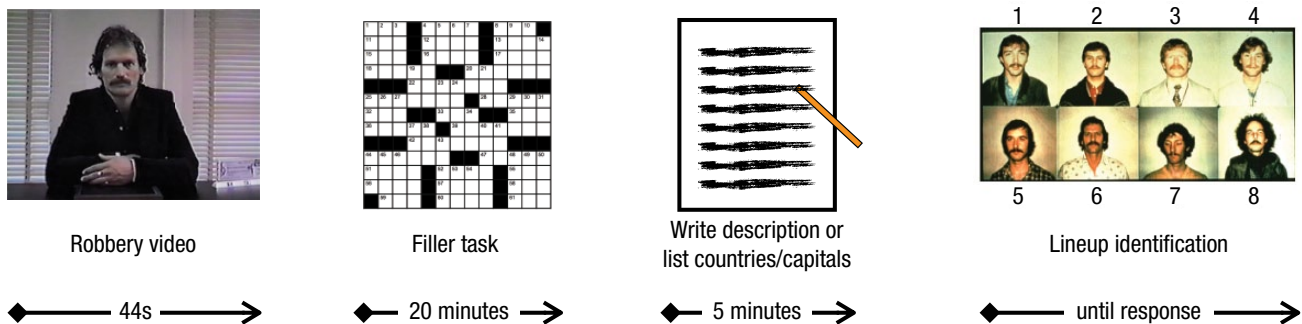 1 2 3 4
5 6 7 8
Robbery video
Filler task
Write description or
list countries/capitals
Lineup identification
44s
20 minutes
5 minutes
until response